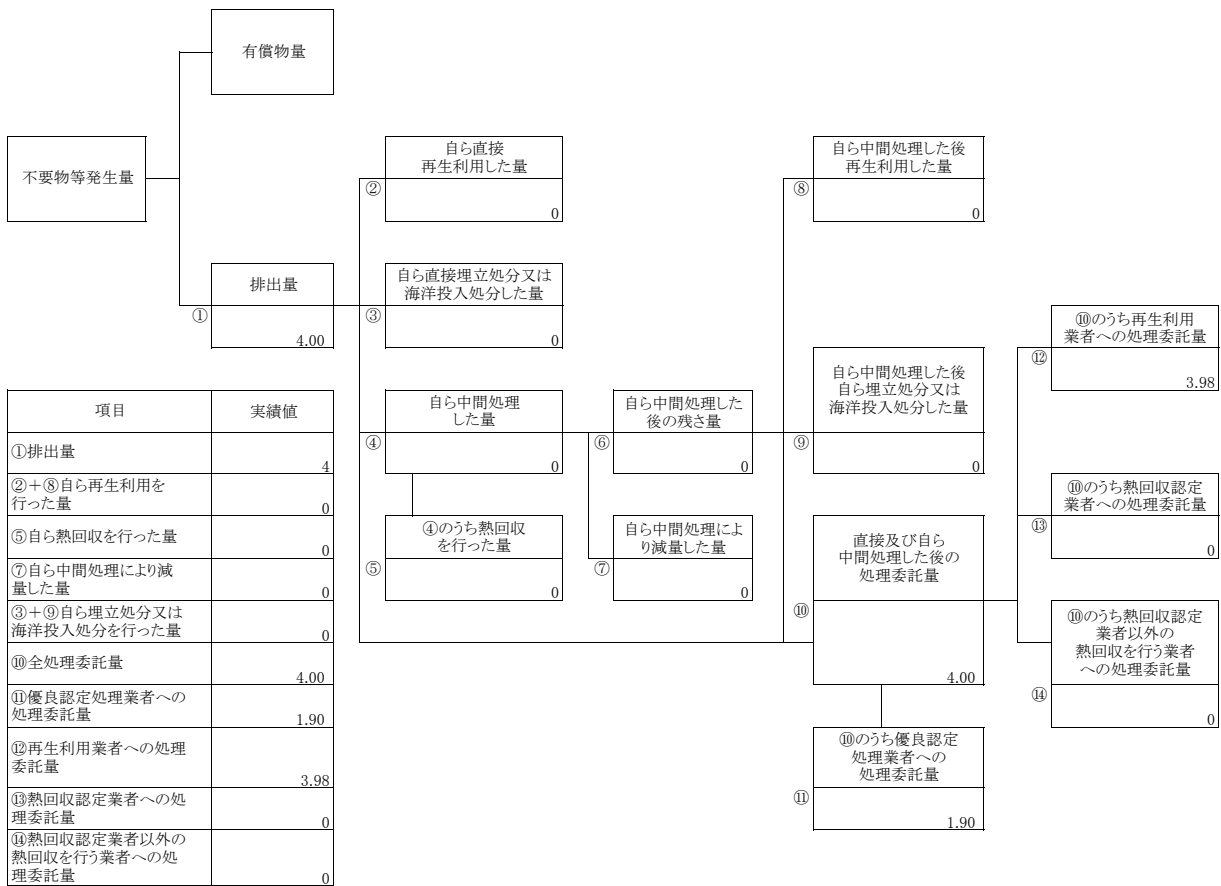 有償物量
不要物等発生量
自ら直接
再生利用した量
②
0
自ら中間処理した後
再生利用した量
⑧
0
排出量
①
4.00
自ら直接埋立処分又は
海洋投入処分した量
③
0
⑩のうち再生利用
業者への処理委託量
⑫
3.98
自ら中間処理
した量
④
0
自ら中間処理した
後の残さ量
⑥
0
自ら中間処理した後
自ら埋立処分又は
海洋投入処分した量
⑨
0
⑩のうち熱回収認定
業者への処理委託量
⑬
0
④のうち熱回収
を行った量
⑤
0
自ら中間処理によ
り減量した量
⑦
0
直接及び自ら
中間処理した後の
処理委託量
⑩
4.00
⑩のうち熱回収認定
業者以外の
熱回収を行う業者
への処理委託量
⑭
0
⑩のうち優良認定
処理業者への
処理委託量
⑪
1.90
項目 実績値
①排出量
4
②+⑧自ら再生利用を
行った量
0
⑤自ら熱回収を行った量
0
⑦自ら中間処理により減
量した量
0
③+⑨自ら埋立処分又は
海洋投入処分を行った量
0
⑩全処理委託量
4.00
⑪優良認定処理業者への
処理委託量
1.90
⑫再生利用業者への処理
委託量
3.98
⑬熱回収認定業者への処
理委託量
0
⑭熱回収認定業者以外の
熱回収を行う業者への処
理委託量
0